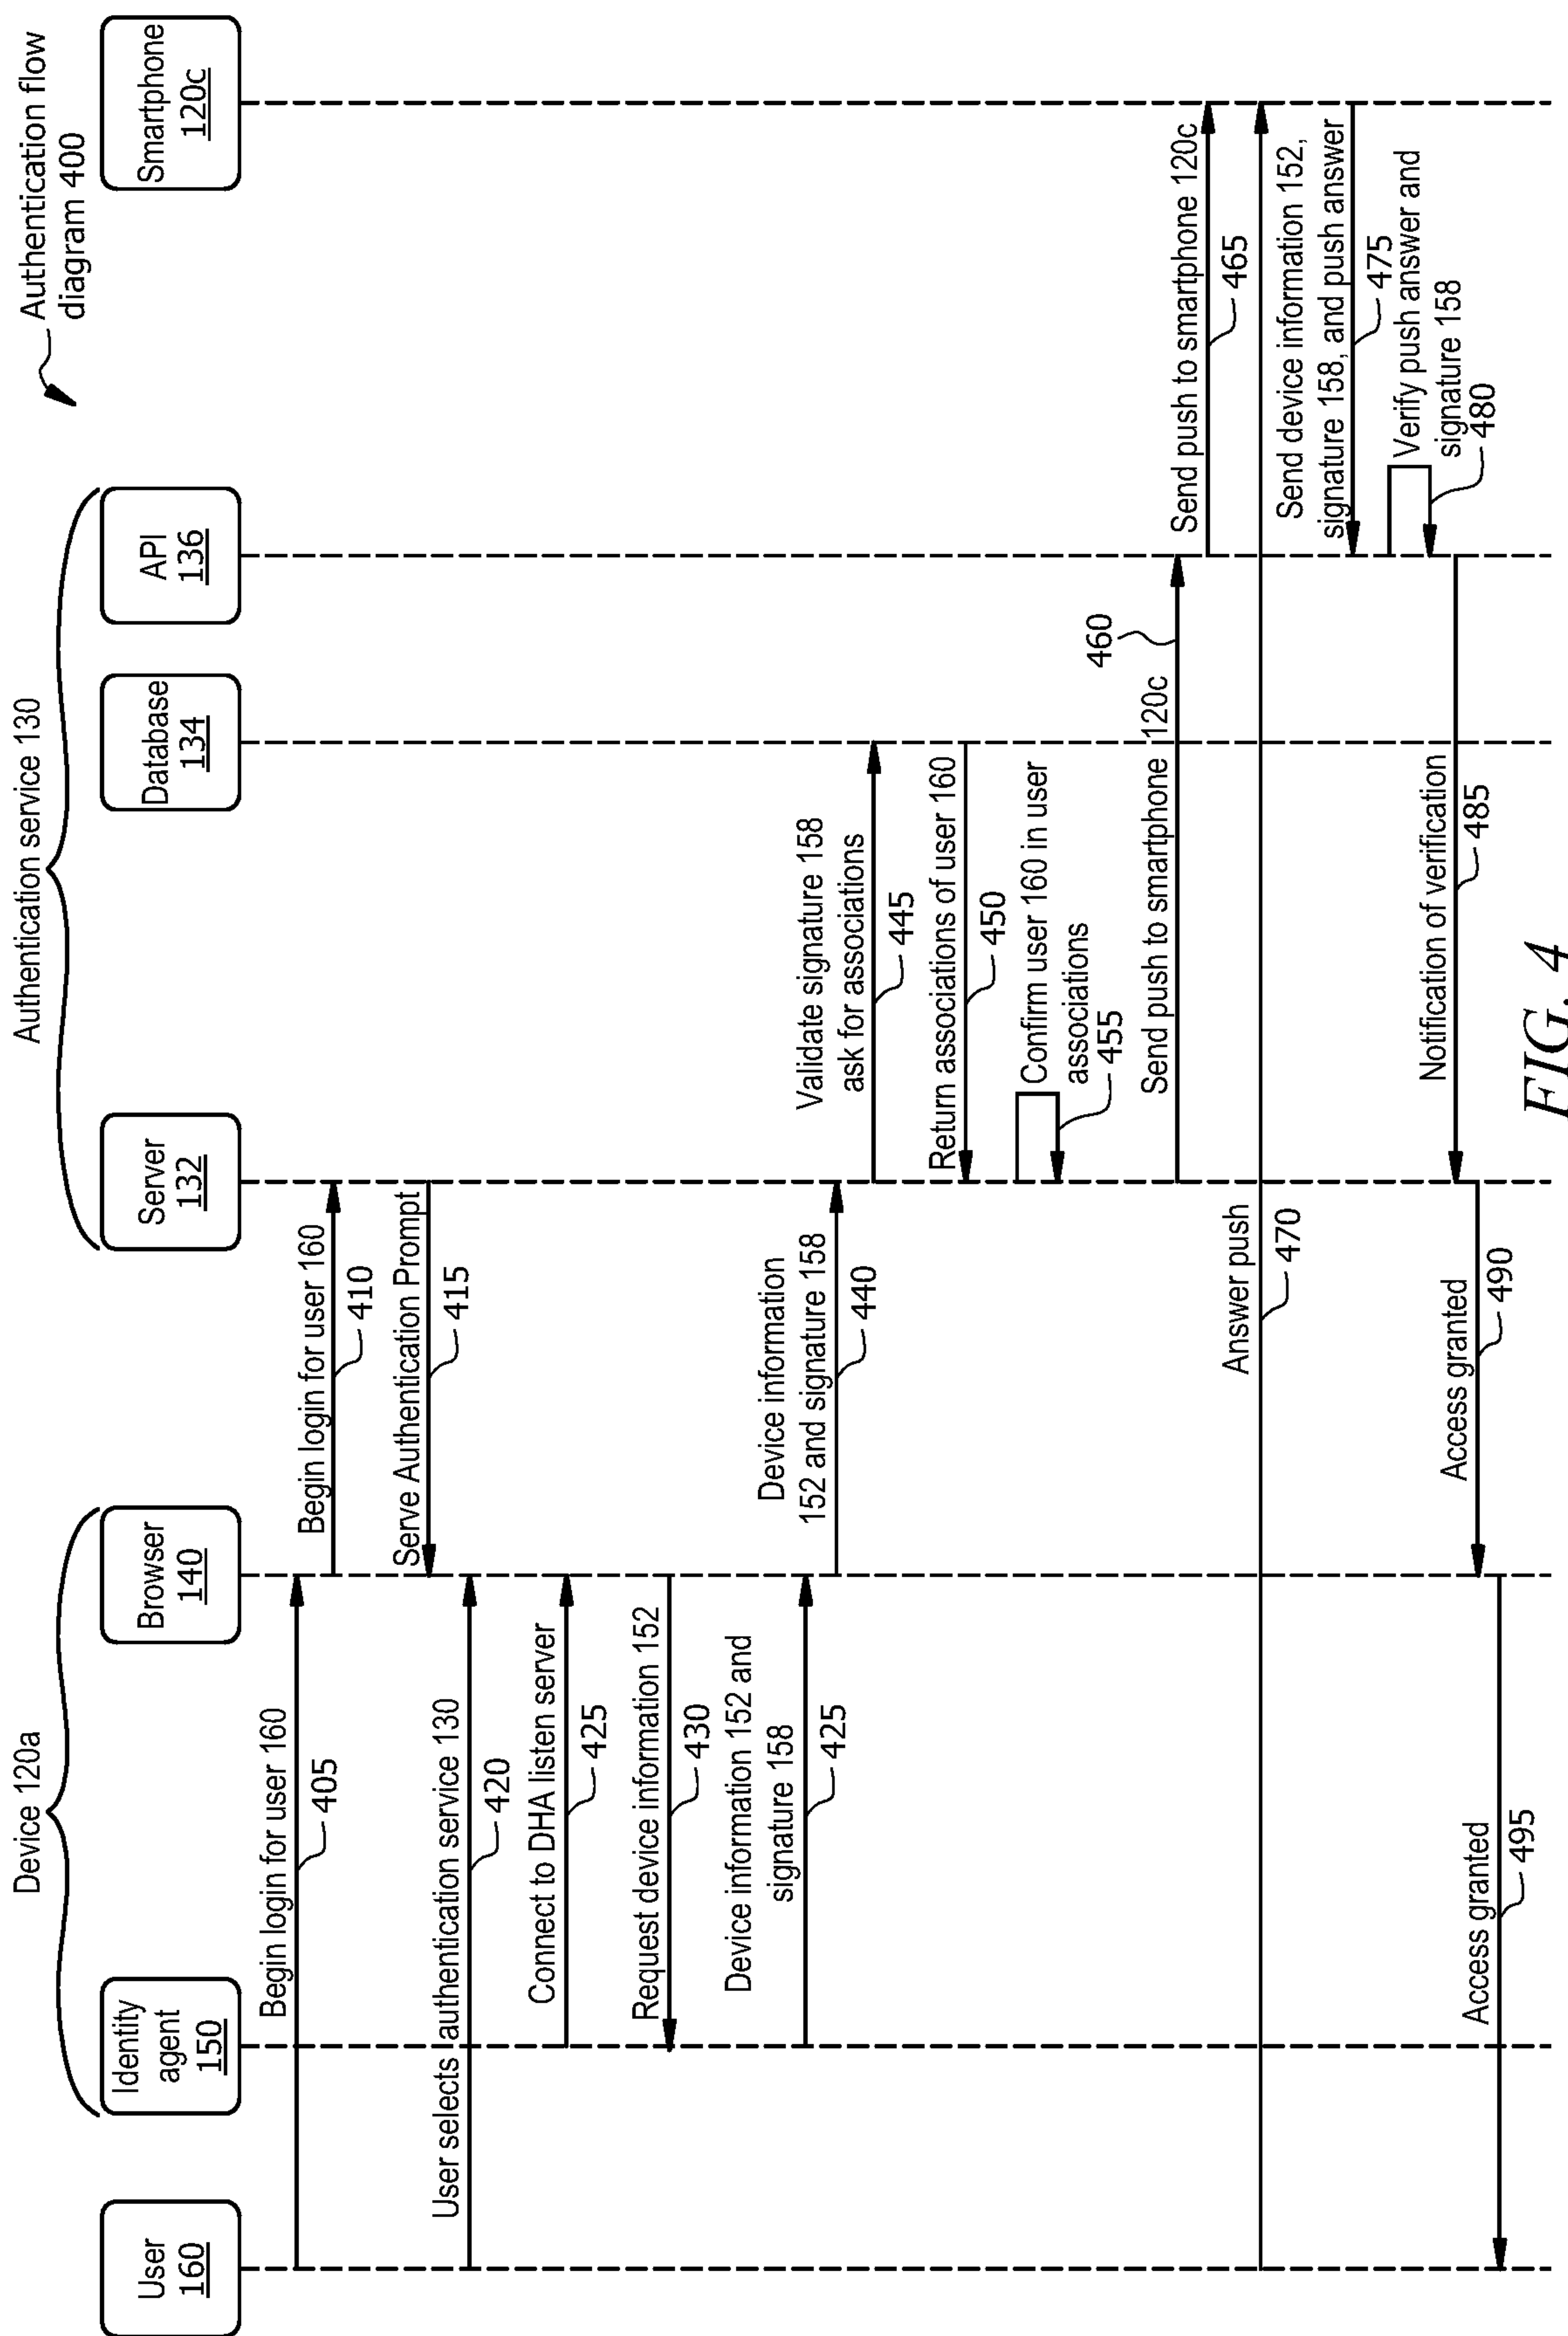 Authentication flow
diagram 400
Device 120a
Authentication service 130
User
160
Identity
agent
150
Browser
140
Server
132
Database
134
API
136
Smartphone
120c
Begin login for user 160
405
Begin login for user 160
410
Serve Authentication Prompt
415
User selects authentication service 130
420
Connect to DHA listen server
425
Request device information 152
430
Device information 152 and
signature 158
425
Device information
152 and signature 158
440
Validate signature 158
ask for associations
445
Return associations of user 160
450
Confirm user 160 in user
associations
455
Send push to smartphone 120c
460
Send push to smartphone 120c
465
Answer push
470
Send device information 152,
signature 158, and push answer
475
Verify push answer and
signature 158
480
Notification of verification
485
Access granted
490
Access granted
495
FIG. 4